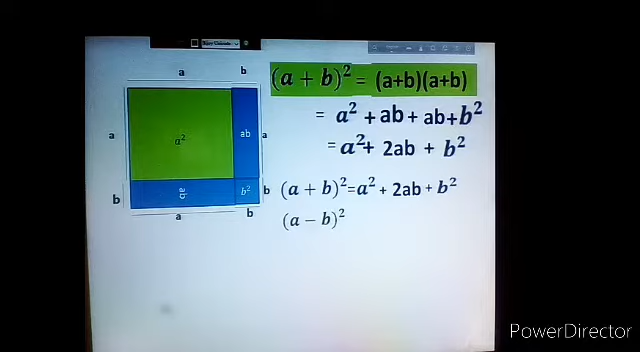 a b
(a + b)² = (a+b)(a+b)
= a² + ab + ab+b²
a a² ab a
=a²+ 2ab + b²
b ab b² b
(a + b)²=a² + 2ab + b²
a b
(a − b)²
PowerDirector